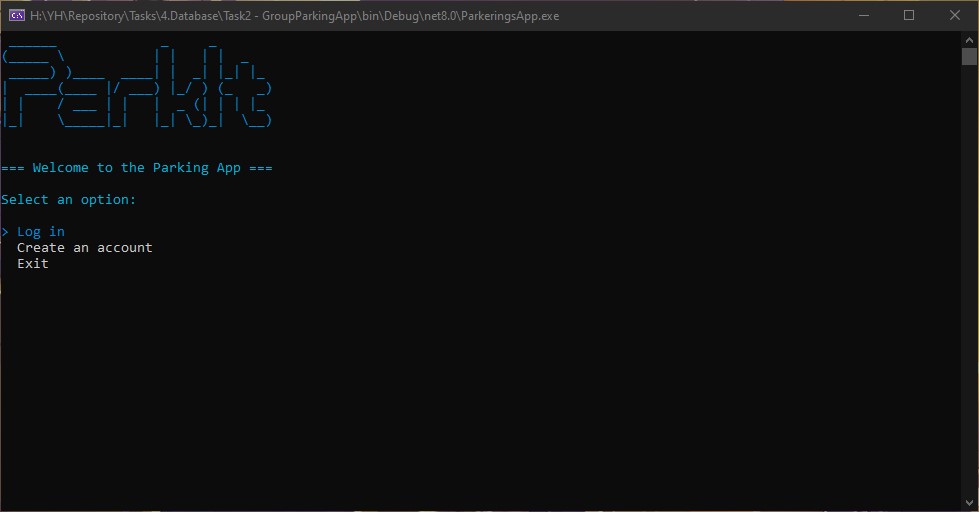 H:\YH\Repository\Tasks\4.Database\Task2 - GroupParkingApp\bin\Debug\net8.0\ParkeringsApp.exe
ParkIt
=== Welcome to the Parking App ===
Select an option:
> Log in
Create an account
Exit